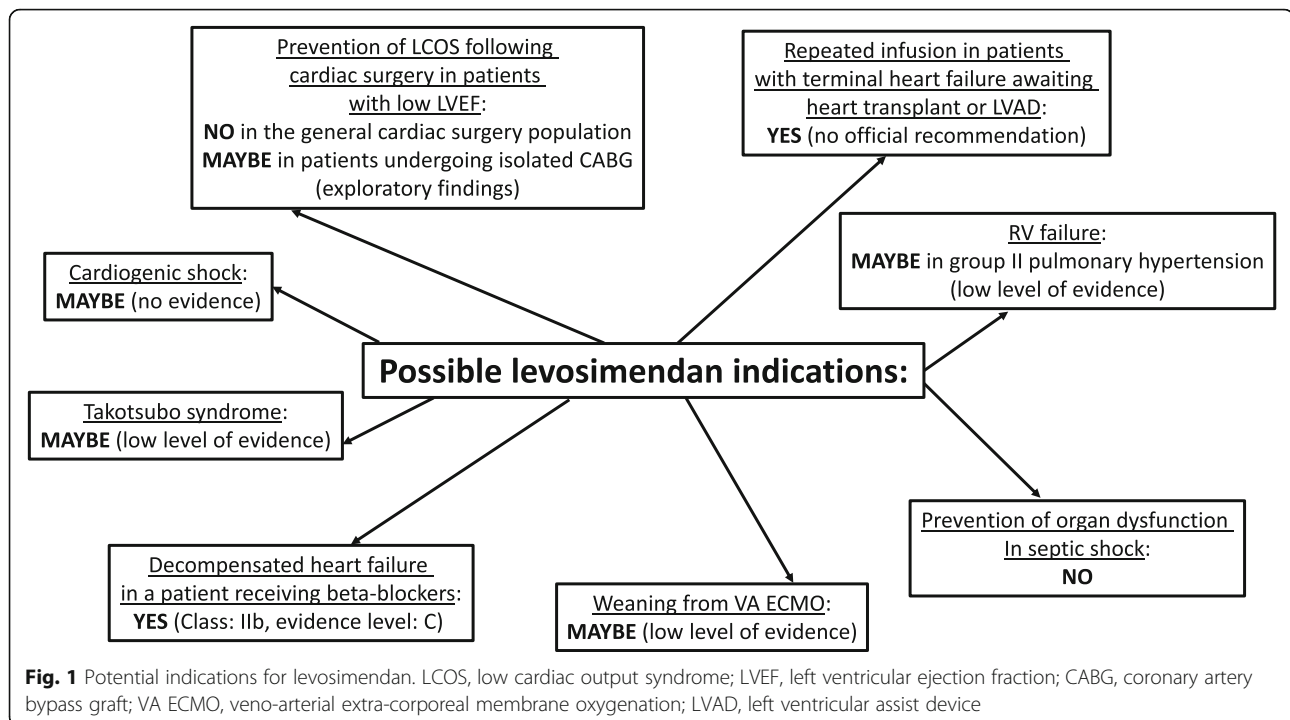 Prevention of LCOS following
cardiac surgery in patients
with low LVEF:
NO in the general cardiac surgery population
MAYBE in patients undergoing isolated CABG
(exploratory findings)
Repeated infusion in patients
with terminal heart failure awaiting
heart transplant or LVAD:
YES (no official recommendation)
RV failure:
MAYBE in group II pulmonary hypertension
(low level of evidence)
Cardiogenic shock:
MAYBE (no evidence)
Possible levosimendan indications:
Takotsubo syndrome:
MAYBE (low level of evidence)
Prevention of organ dysfunction
In septic shock:
NO
Decompensated heart failure
in a patient receiving beta-blockers:
YES (Class: IIb, evidence level: C)
Weaning from VA ECMO:
MAYBE (low level of evidence)
Fig. 1 Potential indications for levosimendan. LCOS, low cardiac output syndrome; LVEF, left ventricular ejection fraction; CABG, coronary artery
bypass graft; VA ECMO, veno-arterial extra-corporeal membrane oxygenation; LVAD, left ventricular assist device